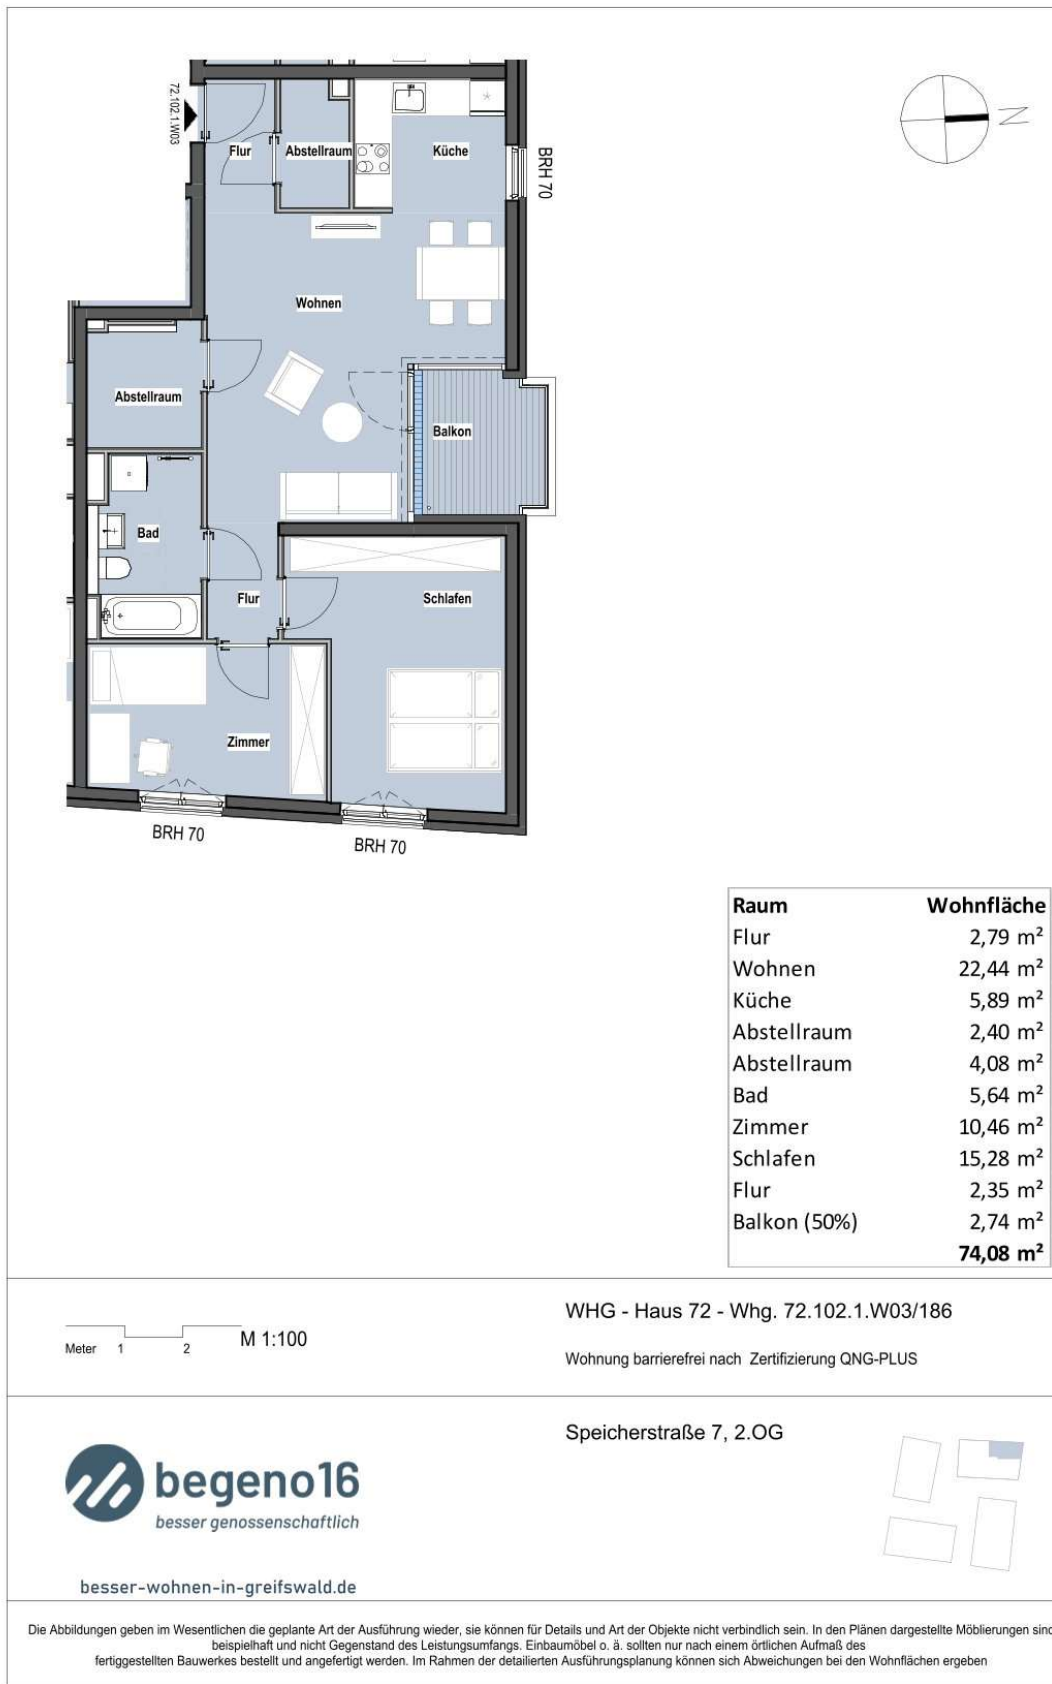 72.102.1.W03
Flur
Abstellraum
Küche
BRH 70
N
Wohnen
Abstellraum
Balkon
Bad
Flur
Schlafen
Zimmer
BRH 70
BRH 70
Raum Wohnfläche
Flur 2,79 m²
Wohnen 22,44 m²
Küche 5,89 m²
Abstellraum 2,40 m²
Abstellraum 4,08 m²
Bad 5,64 m²
Zimmer 10,46 m²
Schlafen 15,28 m²
Flur 2,35 m²
Balkon (50%) 2,74 m²
74,08 m²
Meter 1 2 M 1:100
WHG - Haus 72 - Whg. 72.102.1.W03/186
Wohnung barrierefrei nach Zertifizierung QNG-PLUS
Speicherstraße 7, 2.OG
begeno16
besser genossenschaftlich
besser-wohnen-in-greifswald.de
Die Abbildungen geben im Wesentlichen die geplante Art der Ausführung wieder, sie können für Details und Art der Objekte nicht verbindlich sein. In den Plänen dargestellte Möblierungen sind
beispielhaft und nicht Gegenstand des Leistungsumfangs. Einbaumöbel o. ä. sollten nur nach einem örtlichen Aufmaß des
fertiggestellten Bauwerkes bestellt und angefertigt werden. Im Rahmen der detailierten Ausführungsplanung können sich Abweichungen bei den Wohnflächen ergeben